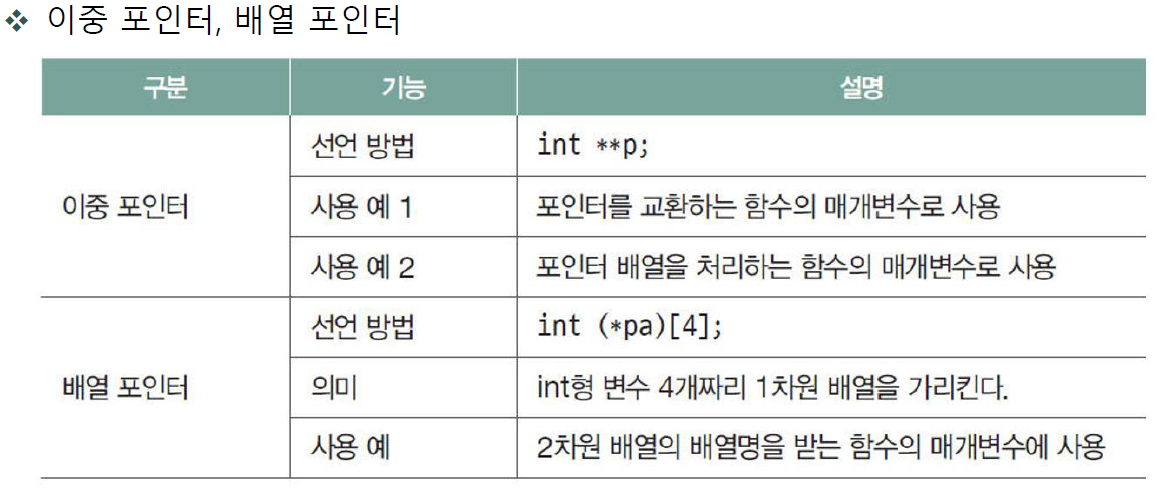 ❖ 이중 포인터, 배열 포인터
구분 기능 설명
이중 포인터
선언 방법 int **p;
사용 예 1 포인터를 교환하는 함수의 매개변수로 사용
사용 예 2 포인터 배열을 처리하는 함수의 매개변수로 사용
배열 포인터
선언 방법 int (*pa)[4];
의미 int형 변수 4개짜리 1차원 배열을 가리킨다.
사용 예 2차원 배열의 배열명을 받는 함수의 매개변수에 사용